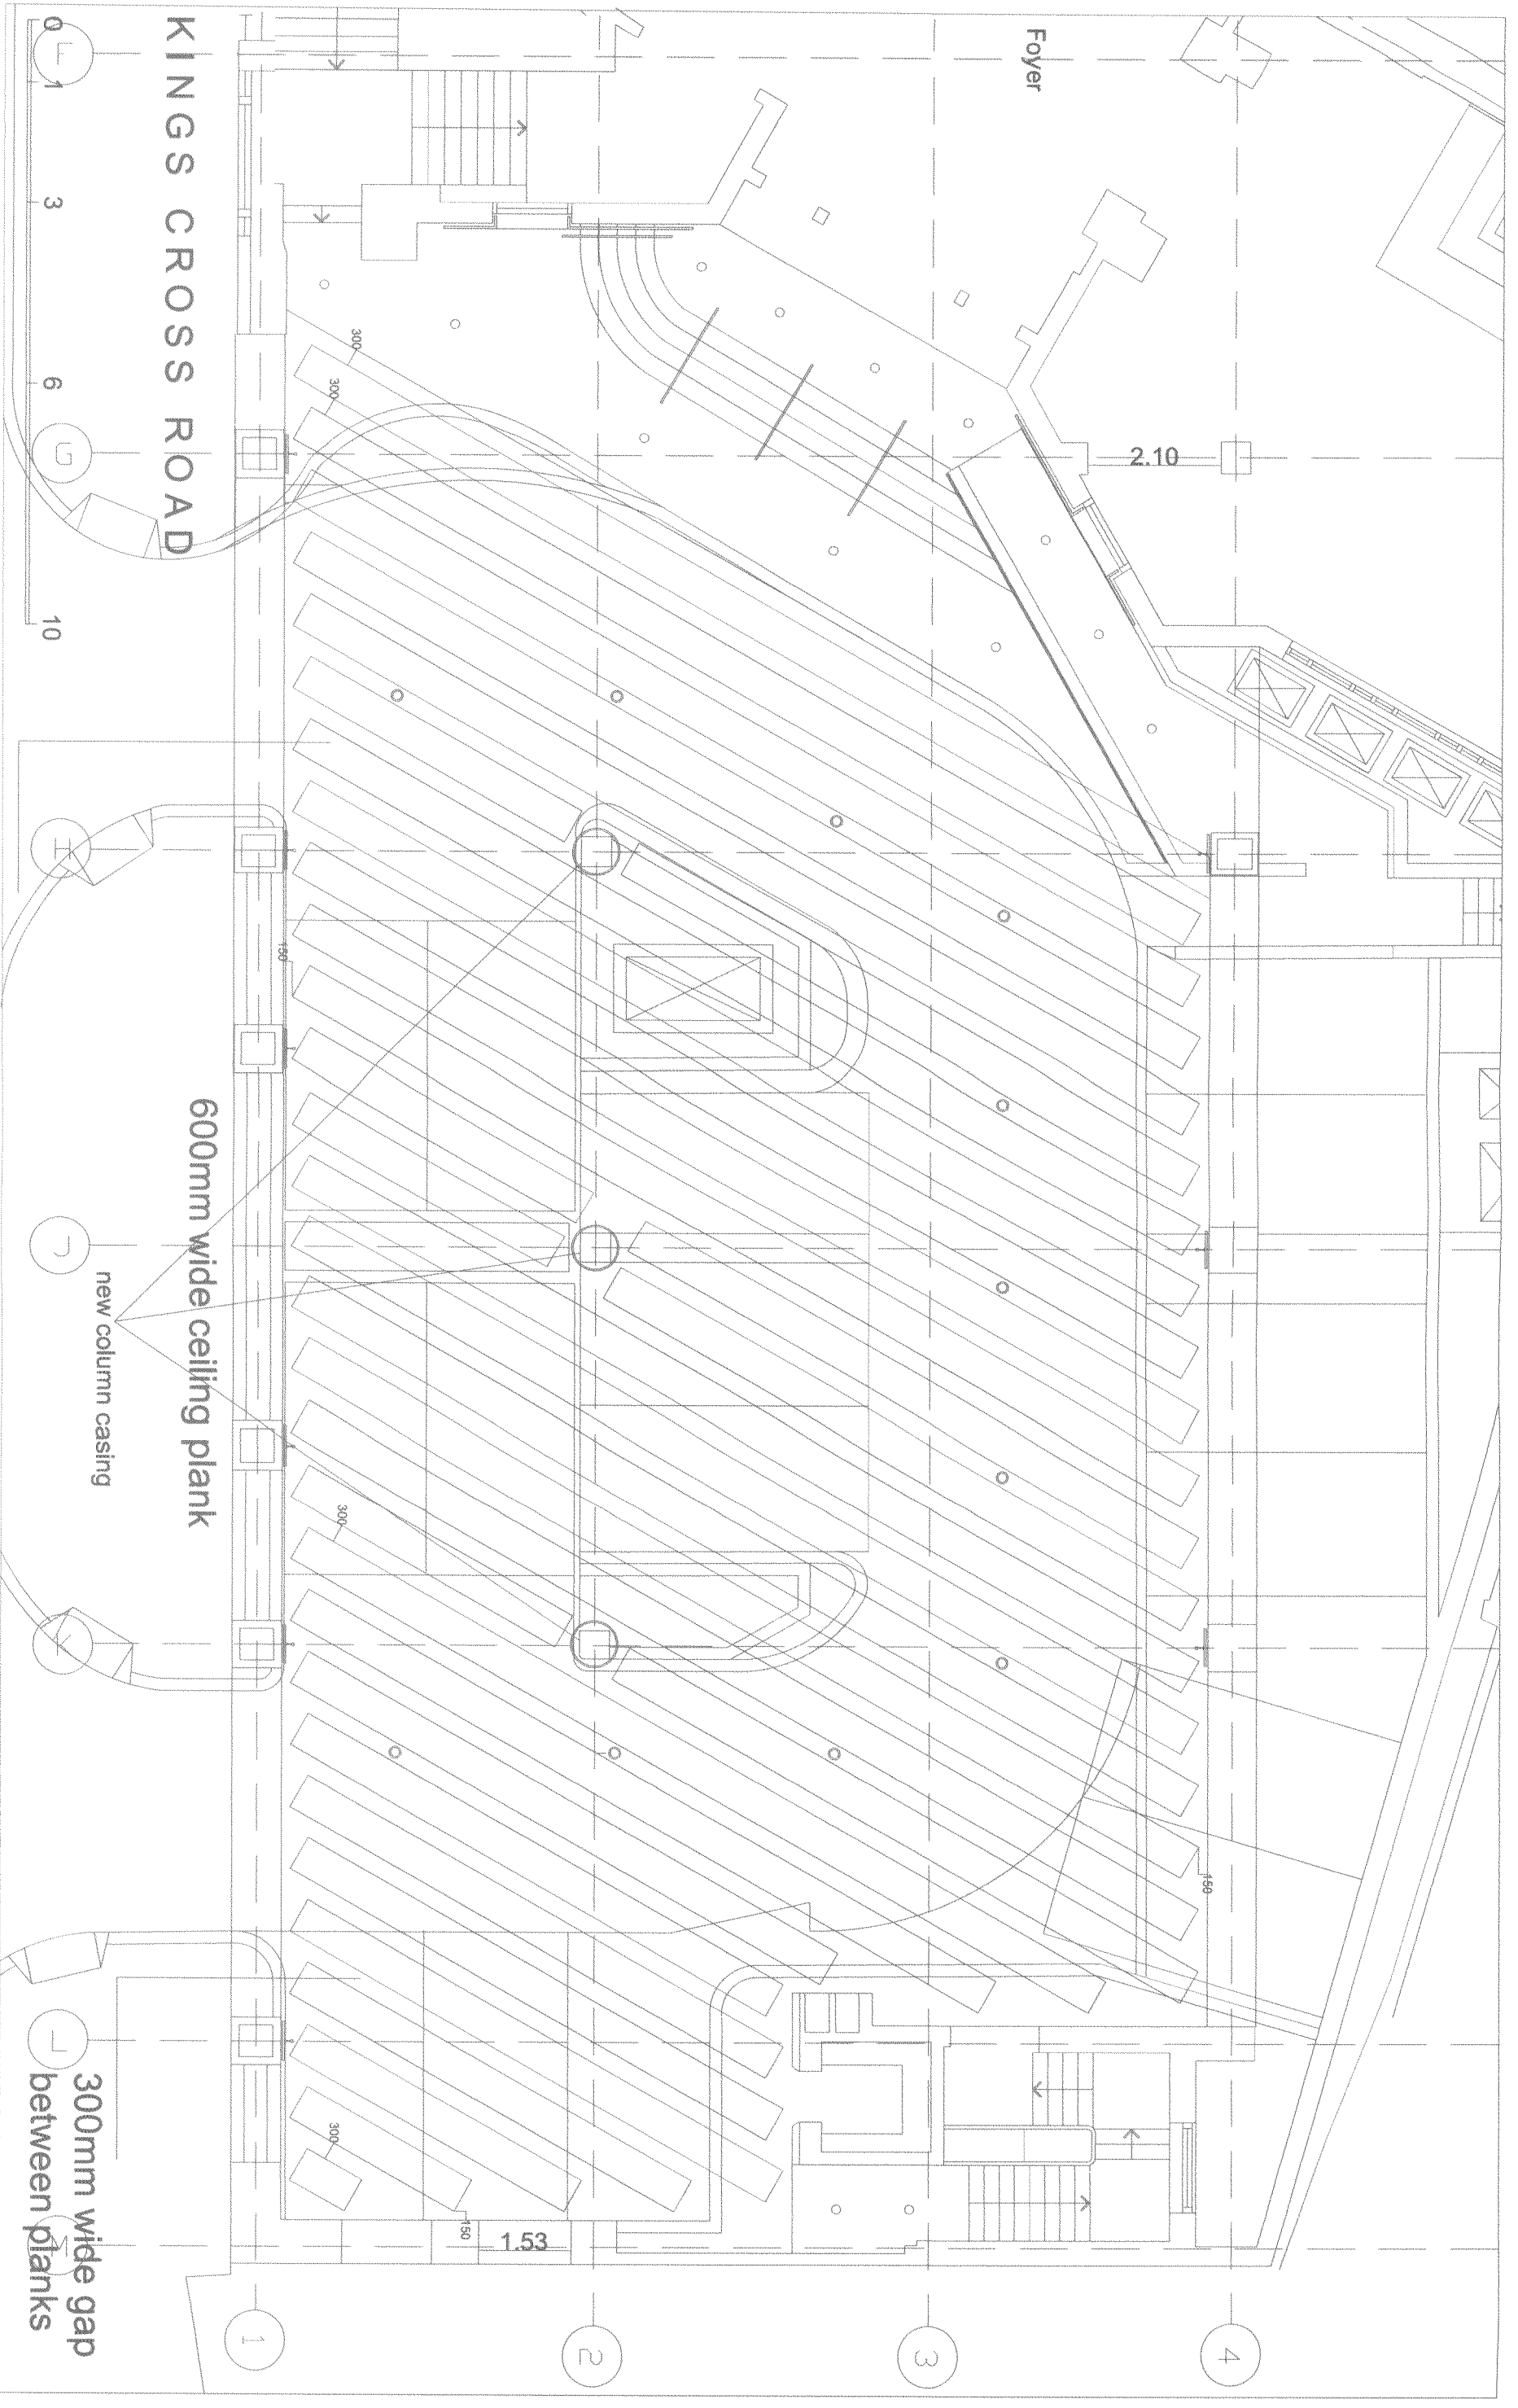 KINGS CROSS ROAD
Foyer
0
1
3
6
10
F
G
H
J
K
L
M
1
2
3
4
2.10
1.53
300
300
150
300
150
300
150
600mm wide ceiling plank
new column casing
300mm wide gap
between planks